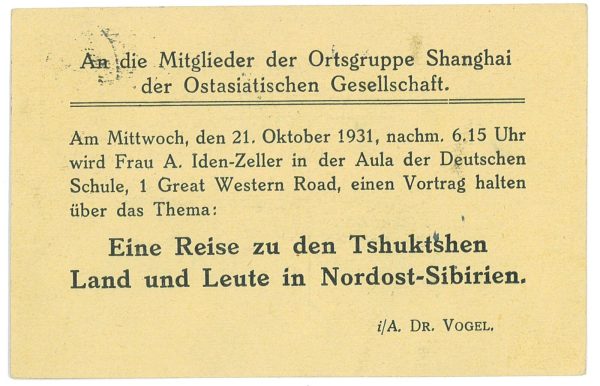 An die Mitglieder der Ortsgruppe Shanghai
der Ostasiatischen Gesellschaft.
Am Mittwoch, den 21. Oktober 1931, nachm. 6.15 Uhr
wird Frau A. Iden-Zeller in der Aula der Deutschen
Schule, 1 Great Western Road, einen Vortrag halten
über das Thema:
Eine Reise zu den Tshuktshen
Land und Leute in Nordost-Sibirien.
i/A. DR. VOGEL.